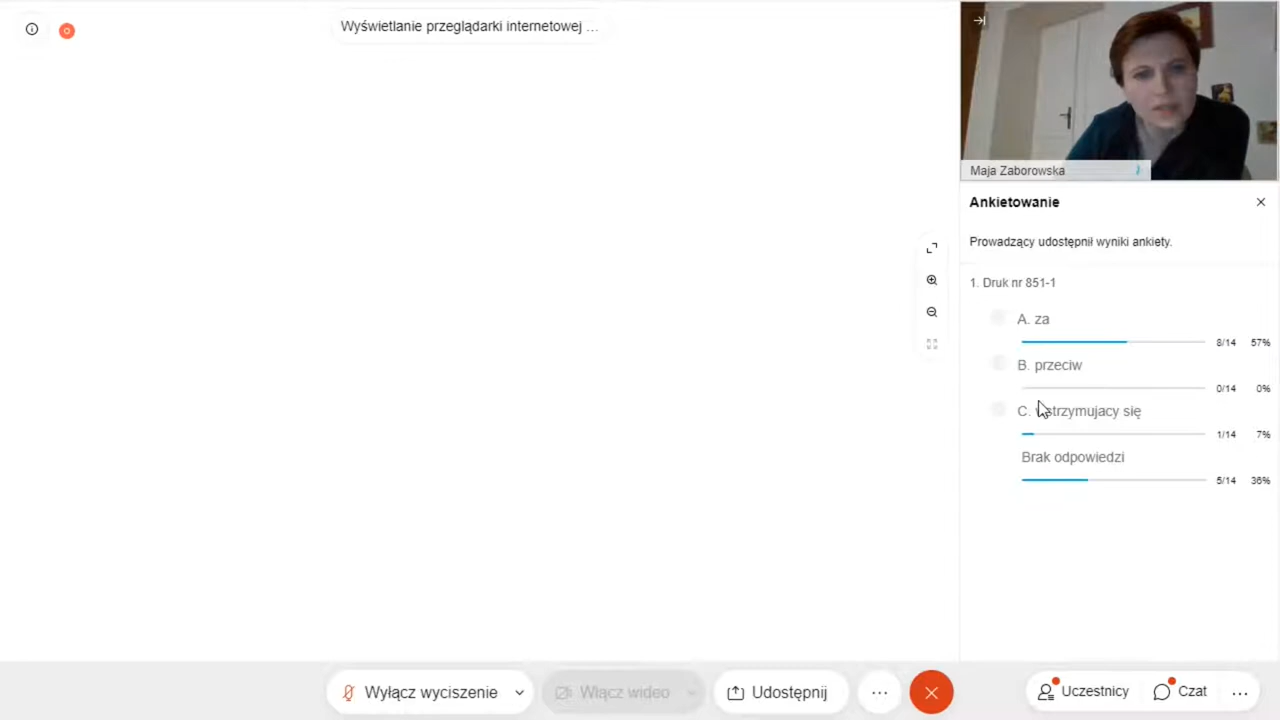 Wyświetlanie przeglądarki internetowej ...
Maja Zaborowska
Ankietowanie
Prowadzący udostępnił wyniki ankiety.
1. Druk nr 851-1
A. za
8/14 57%
B. przeciw
0/14 0%
C. strzymujacy się
1/14 7%
Brak odpowiedzi
5/14 36%
Wyłącz wyciszenie
Włącz wideo
Udostępnij
Uczestnicy
Czat